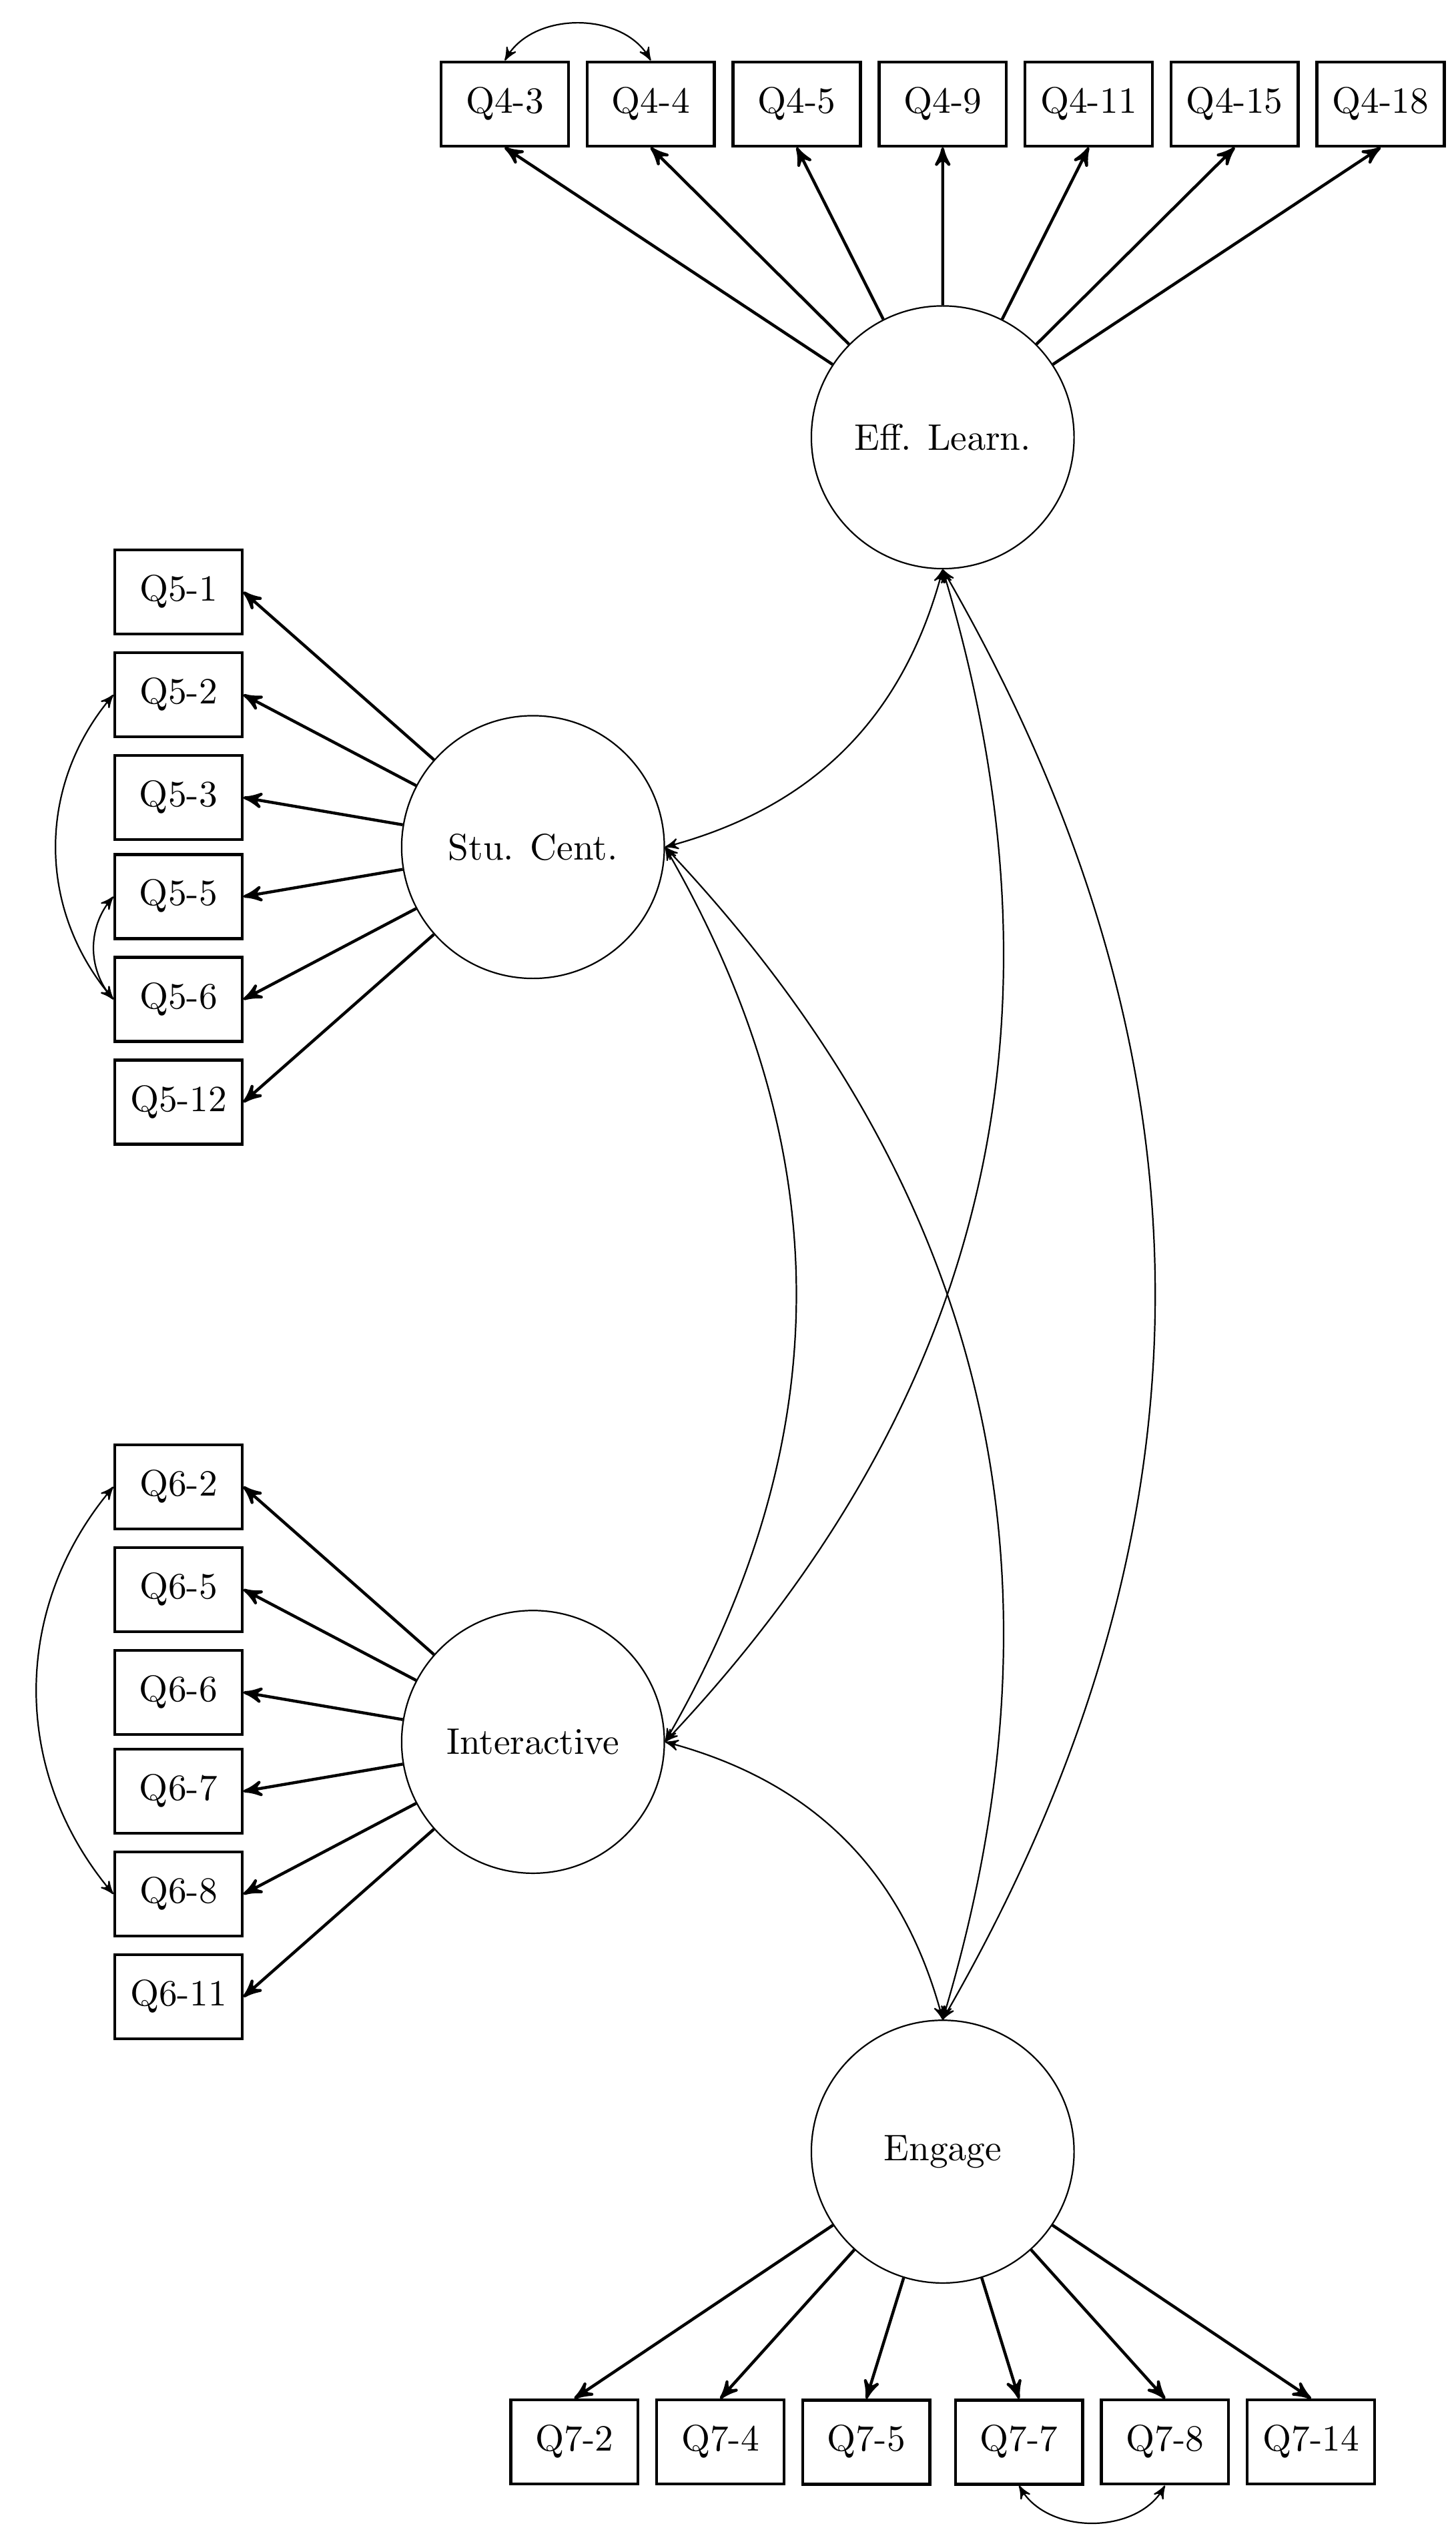 Q4-3 Q4-4 Q4-5 Q4-9 Q4-11 Q4-15 Q4-18
Eff. Learn.
Q5-1
Q5-2
Q5-3
Stu. Cent.
Q5-5
Q5-6
Q5-12
Q6-2
Q6-5
Q6-6
Interactive
Q6-7
Q6-8
Q6-11
Engage
Q7-2 Q7-4 Q7-5 Q7-7 Q7-8 Q7-14